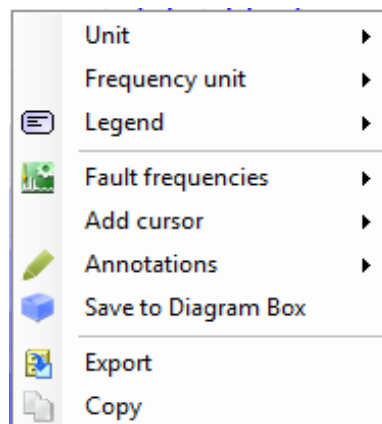 Unit
Frequency unit
Legend
Fault frequencies
Add cursor
Annotations
Save to Diagram Box
Export
Copy